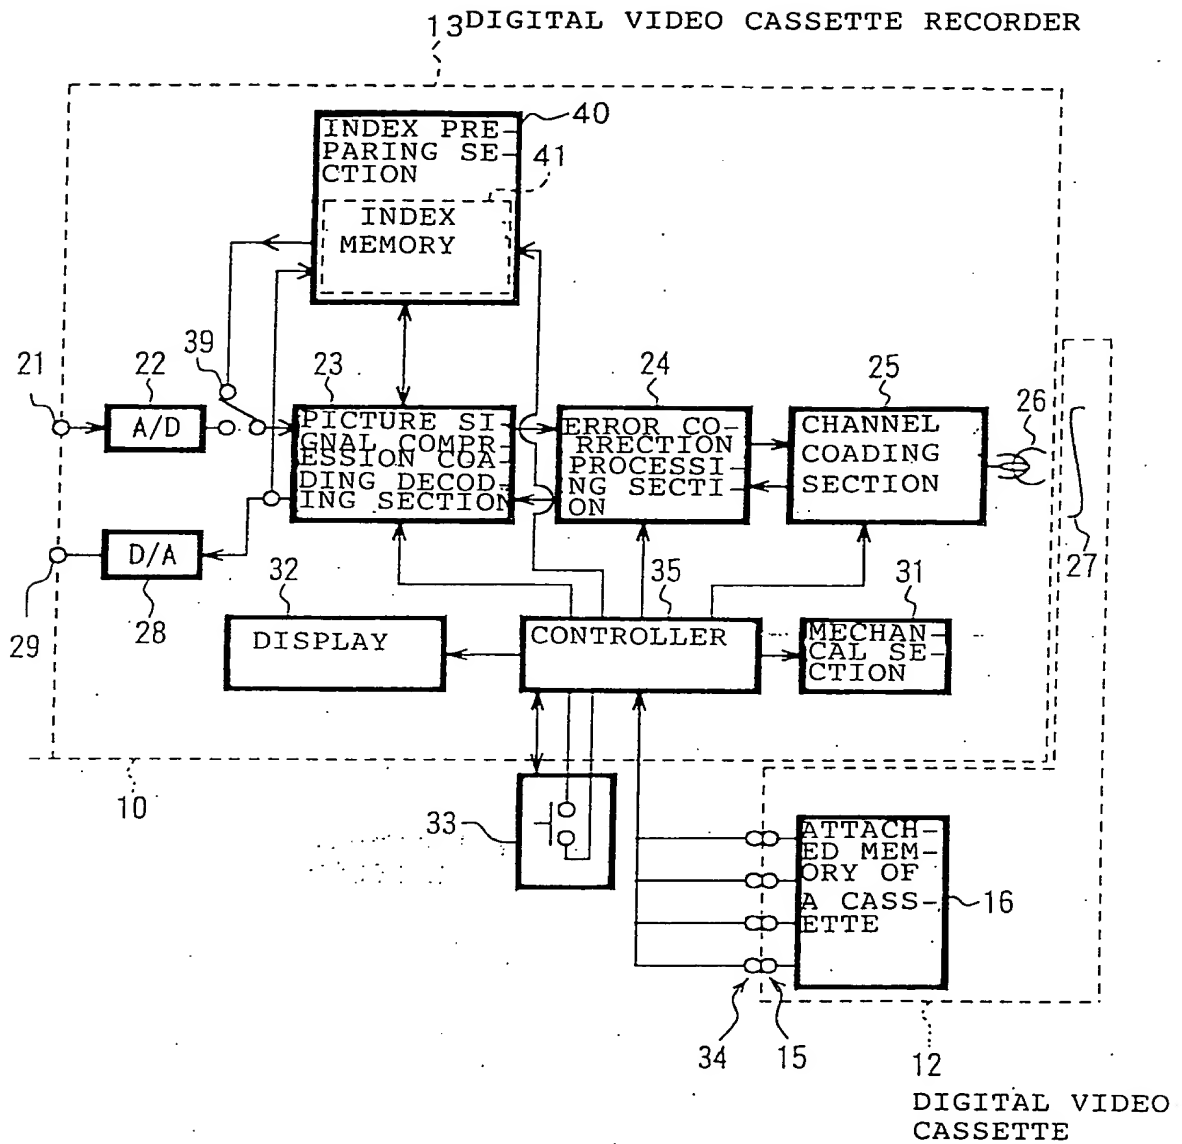 13 DIGITAL VIDEO CASSETTE RECORDER
40
INDEX PRE-
PARING SE-
CTION
41
INDEX
MEMORY
21
22
39
23
24
25
26
A/D
PICTURE SI-
GNAL COMPR-
ESSION COA-
DING DECOD-
ING SECTION
ERROR CO-
RRECTION
PROCESSI-
NG SECTI-
ON
CHANNEL
COADING
SECTION
27
D/A
29
28
32
35
31
DISPLAY
CONTROLLER
MECHAN-
CAL SE-
CTION
10
33
ATTACH-
ED MEM-
ORY OF
A CASS-
ETTE
16
34
15
12
DIGITAL VIDEO
CASSETTE